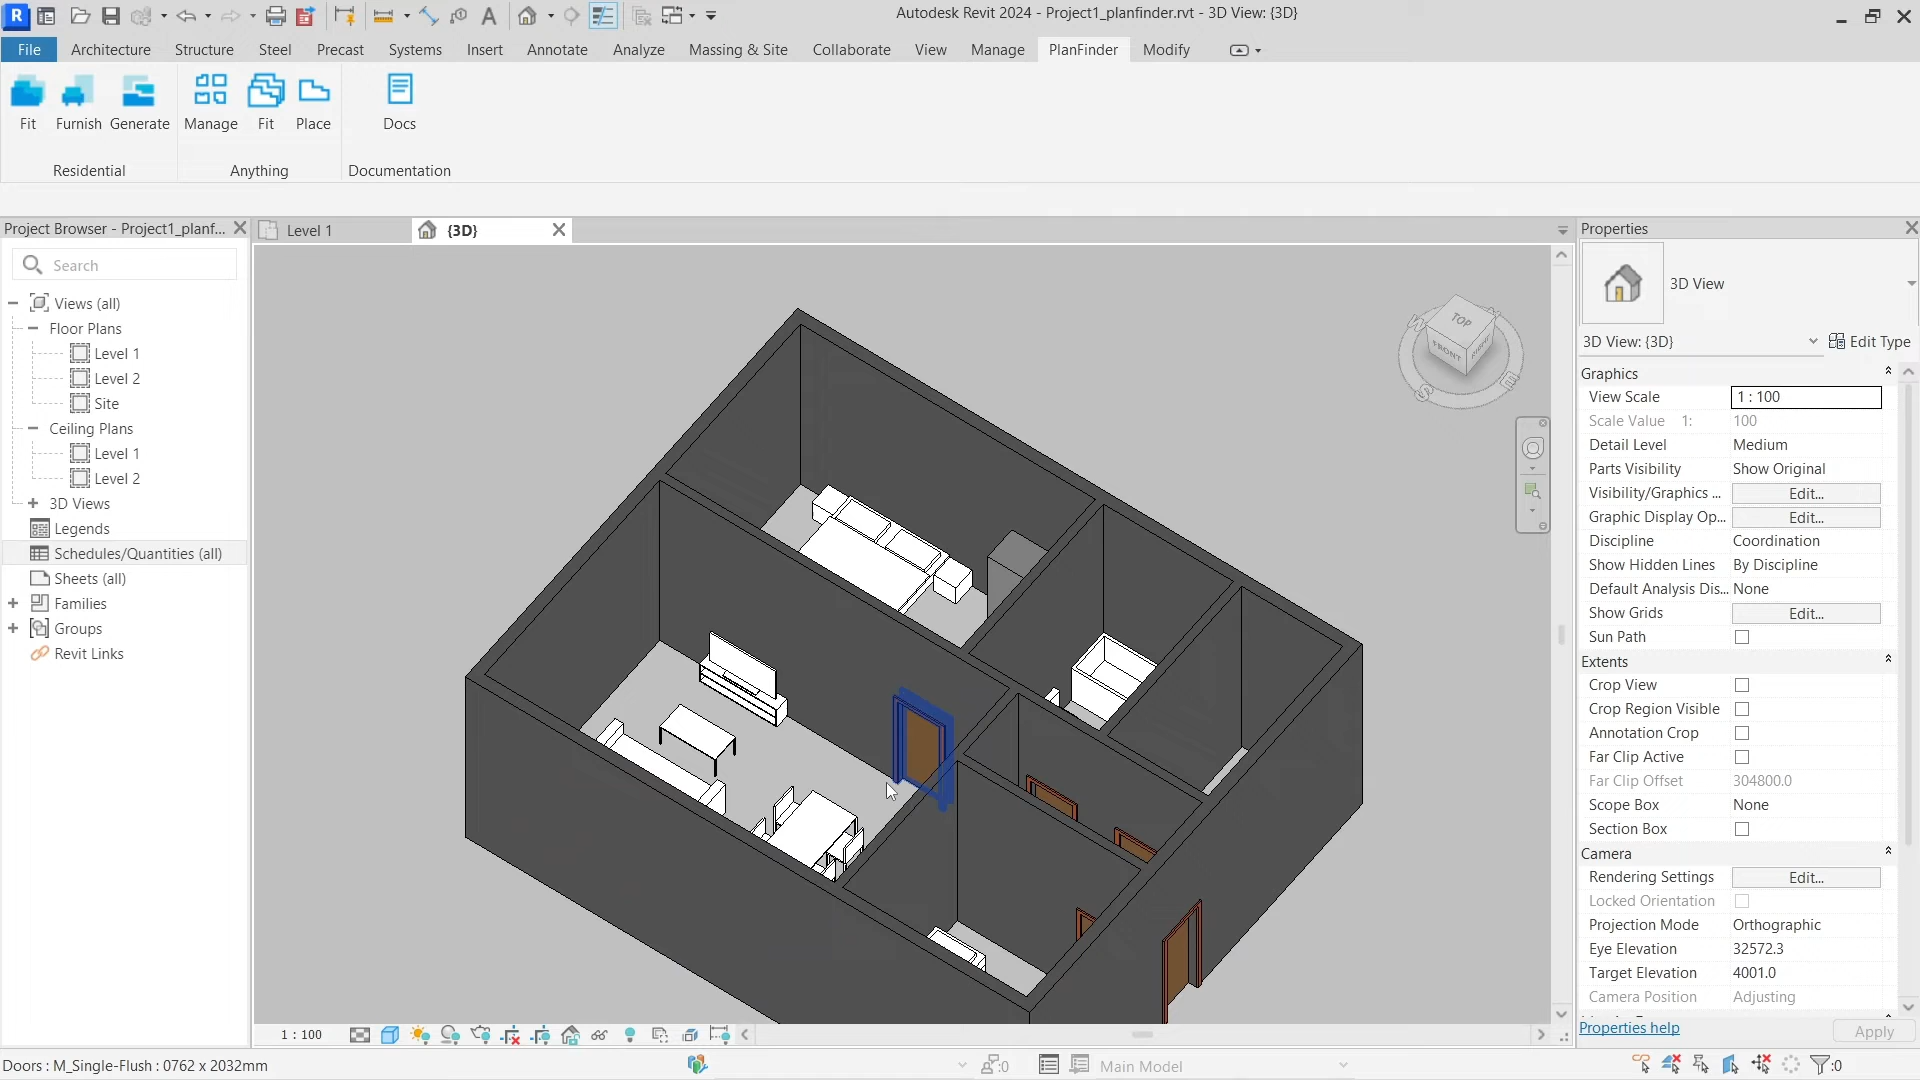 Autodesk Revit 2024 - Project1_planfinder.rvt - 3D View: {3D}
File Architecture Structure Steel Precast Systems Insert Annotate Analyze Massing & Site Collaborate View Manage PlanFinder Modify
Fit Furnish Generate Manage Fit Place Docs
Residential Anything Documentation
Project Browser - Project1_planf...
Search
Views (all)
Floor Plans
Level 1
Level 2
Site
Ceiling Plans
Level 1
Level 2
3D Views
Legends
Schedules/Quantities (all)
Sheets (all)
Families
Groups
Revit Links
Level 1
{3D}
TOP
FRONT
RIGHT
W
S
E
Properties
3D View
3D View: {3D} Edit Type
Graphics
View Scale 1 : 100
Scale Value 1: 100
Detail Level Medium
Parts Visibility Show Original
Visibility/Graphics ... Edit...
Graphic Display Op... Edit...
Discipline Coordination
Show Hidden Lines By Discipline
Default Analysis Dis... None
Show Grids Edit...
Sun Path
Extents
Crop View
Crop Region Visible
Annotation Crop
Far Clip Active
Far Clip Offset 304800.0
Scope Box None
Section Box
Camera
Rendering Settings Edit...
Locked Orientation
Projection Mode Orthographic
Eye Elevation 32572.3
Target Elevation 4001.0
Camera Position Adjusting
Properties help Apply
1 : 100
Doors : M_Single-Flush : 0762 x 2032mm
:0
Main Model
:0